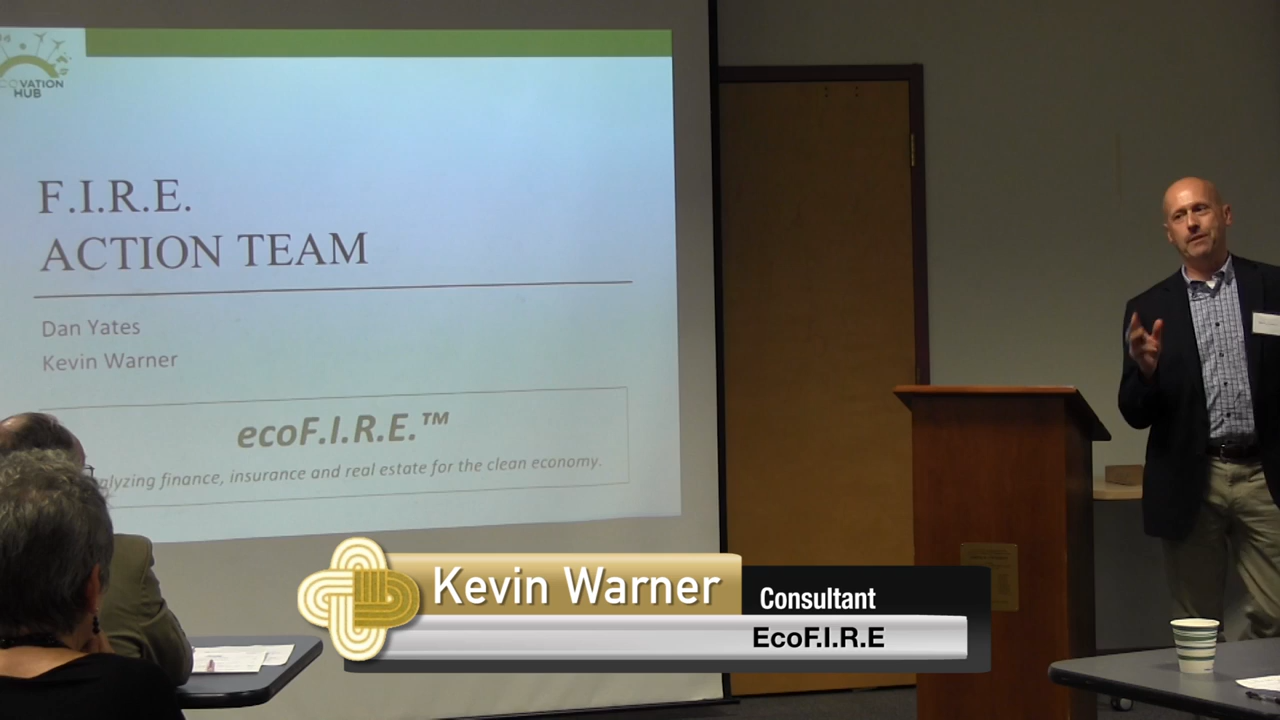 VATION
HUB
F.I.R.E.
ACTION TEAM
Dan Yates
Kevin Warner
ecoF.I.R.E.™
alyzing finance, insurance and real estate for the clean economy.
Kevin Warner
Consultant
EcoF.I.R.E